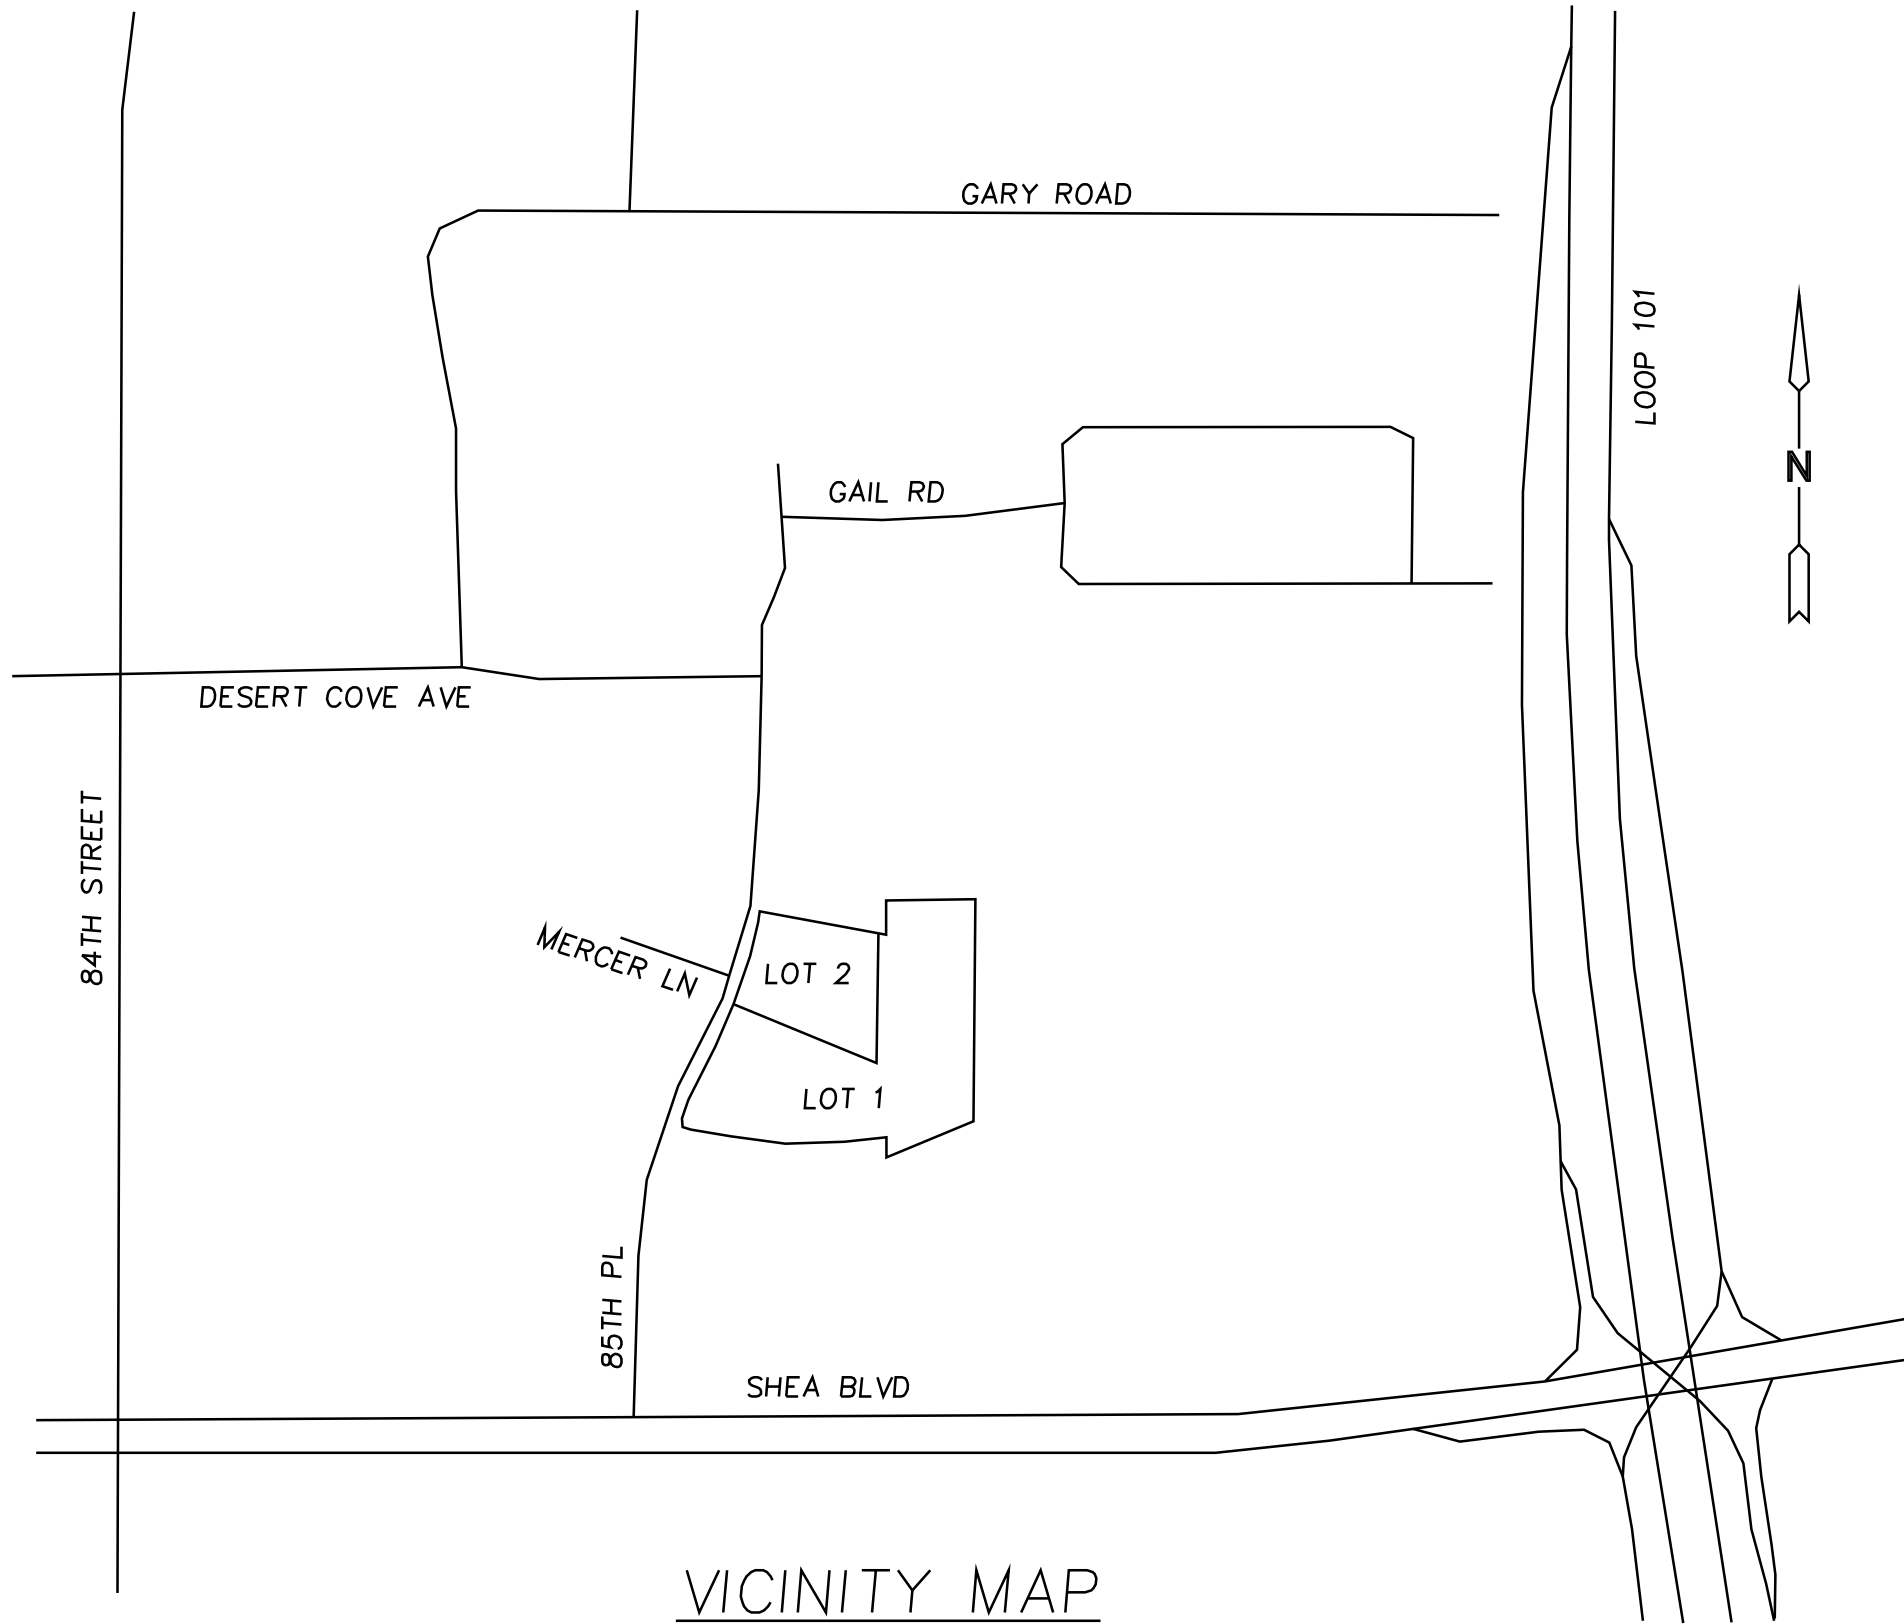 GARY ROAD
LOOP 101
N
GAIL RD
DESERT COVE AVE
84TH STREET
MERCER LN
LOT 2
LOT 1
85TH PL
SHEA BLVD
VICINITY MAP